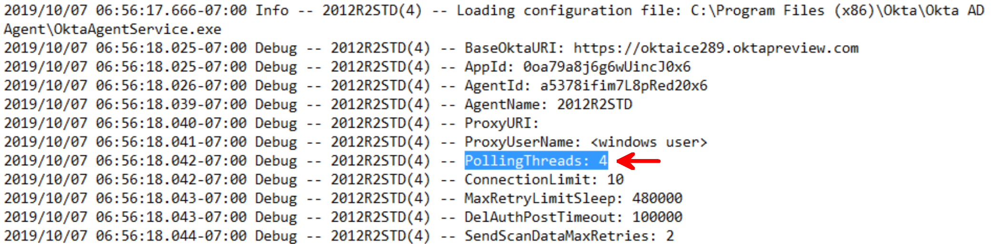 2019/10/07 06:56:17.666-07:00 Info -- 2012R2STD(4) -- Loading configuration file: C:\Program Files (x86)\Okta\Okta AD
Agent\OktaAgentService.exe
2019/10/07 06:56:18.025-07:00 Debug -- 2012R2STD(4) -- BaseOktaURI: https://oktaice289.oktapreview.com
2019/10/07 06:56:18.025-07:00 Debug -- 2012R2STD(4) -- AppId: 0oa79a8j6g6wUincJ0x6
2019/10/07 06:56:18.026-07:00 Debug -- 2012R2STD(4) -- AgentId: a5378ifim7L8pRed20x6
2019/10/07 06:56:18.039-07:00 Debug -- 2012R2STD(4) -- AgentName: 2012R2STD
2019/10/07 06:56:18.040-07:00 Debug -- 2012R2STD(4) -- ProxyURI:
2019/10/07 06:56:18.041-07:00 Debug -- 2012R2STD(4) -- ProxyUserName: <windows user>
2019/10/07 06:56:18.042-07:00 Debug -- 2012R2STD(4) -- PollingThreads: 4
2019/10/07 06:56:18.042-07:00 Debug -- 2012R2STD(4) -- ConnectionLimit: 10
2019/10/07 06:56:18.043-07:00 Debug -- 2012R2STD(4) -- MaxRetryLimitSleep: 480000
2019/10/07 06:56:18.043-07:00 Debug -- 2012R2STD(4) -- DelAuthPostTimeout: 100000
2019/10/07 06:56:18.044-07:00 Debug -- 2012R2STD(4) -- SendScanDataMaxRetries: 2